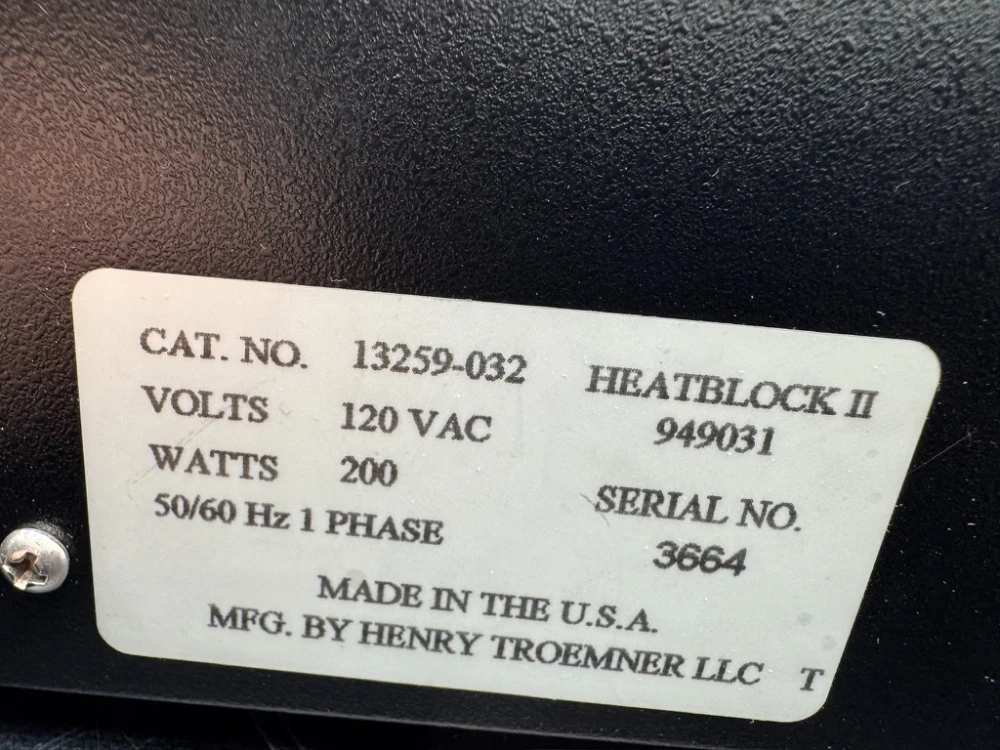 CAT. NO. 13259-032 HEATBLOCK II
VOLTS 120 VAC 949031
WATTS 200 SERIAL NO.
50/60 Hz 1 PHASE 3664
MADE IN THE U.S.A.
MFG. BY HENRY TROEMNER LLC T